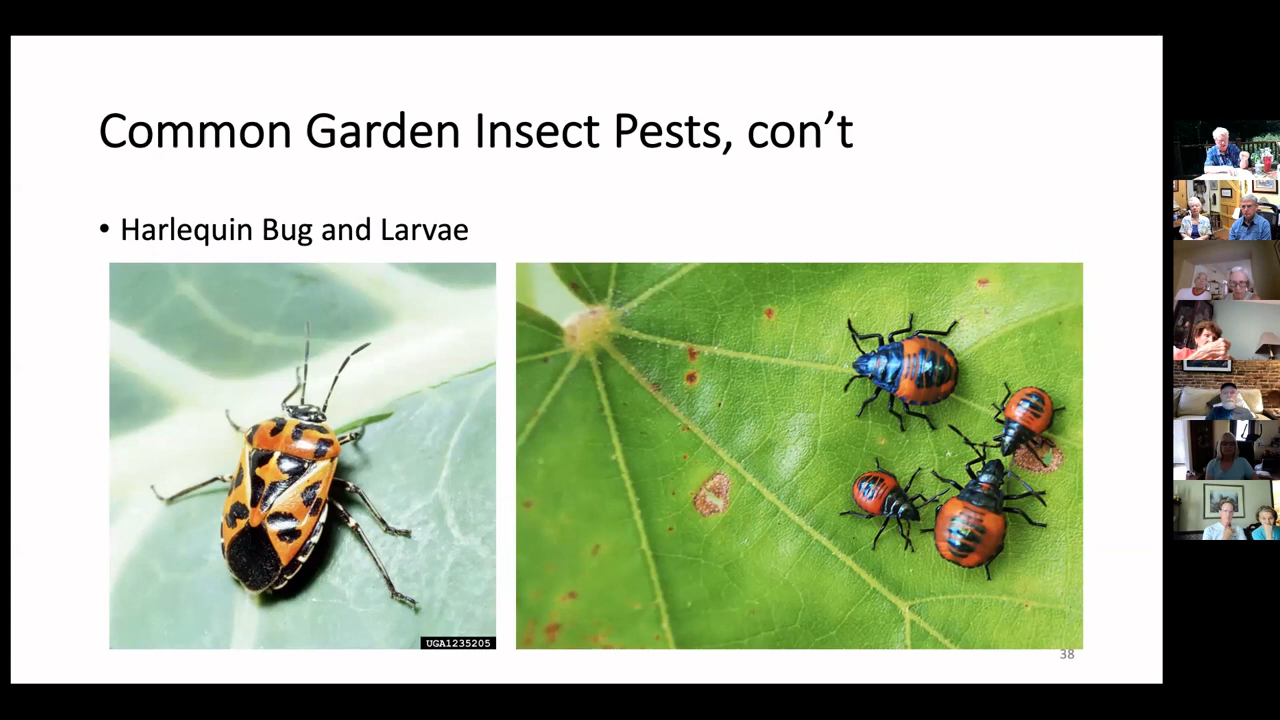 Common Garden Insect Pests, con’t
• Harlequin Bug and Larvae
UGA1235205
38